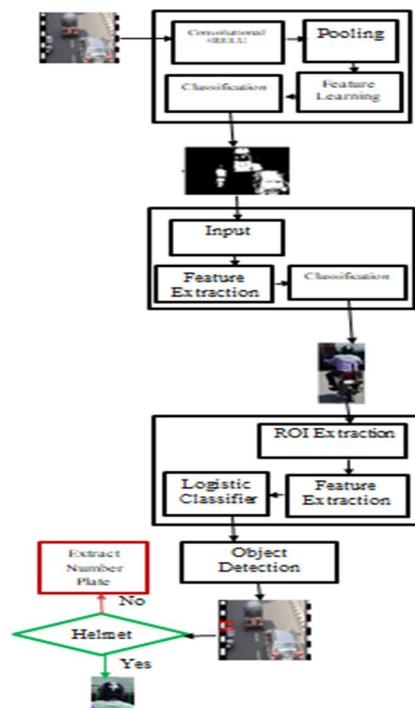 Convolutional
+RELU
Pooling
Classification
Feature
Learning
Input
Feature
Extraction
Classification
ROI Extraction
Logistic
Classifier
Feature
Extraction
Extract
Number
Plate
Object
Detection
No
Helmet
Yes